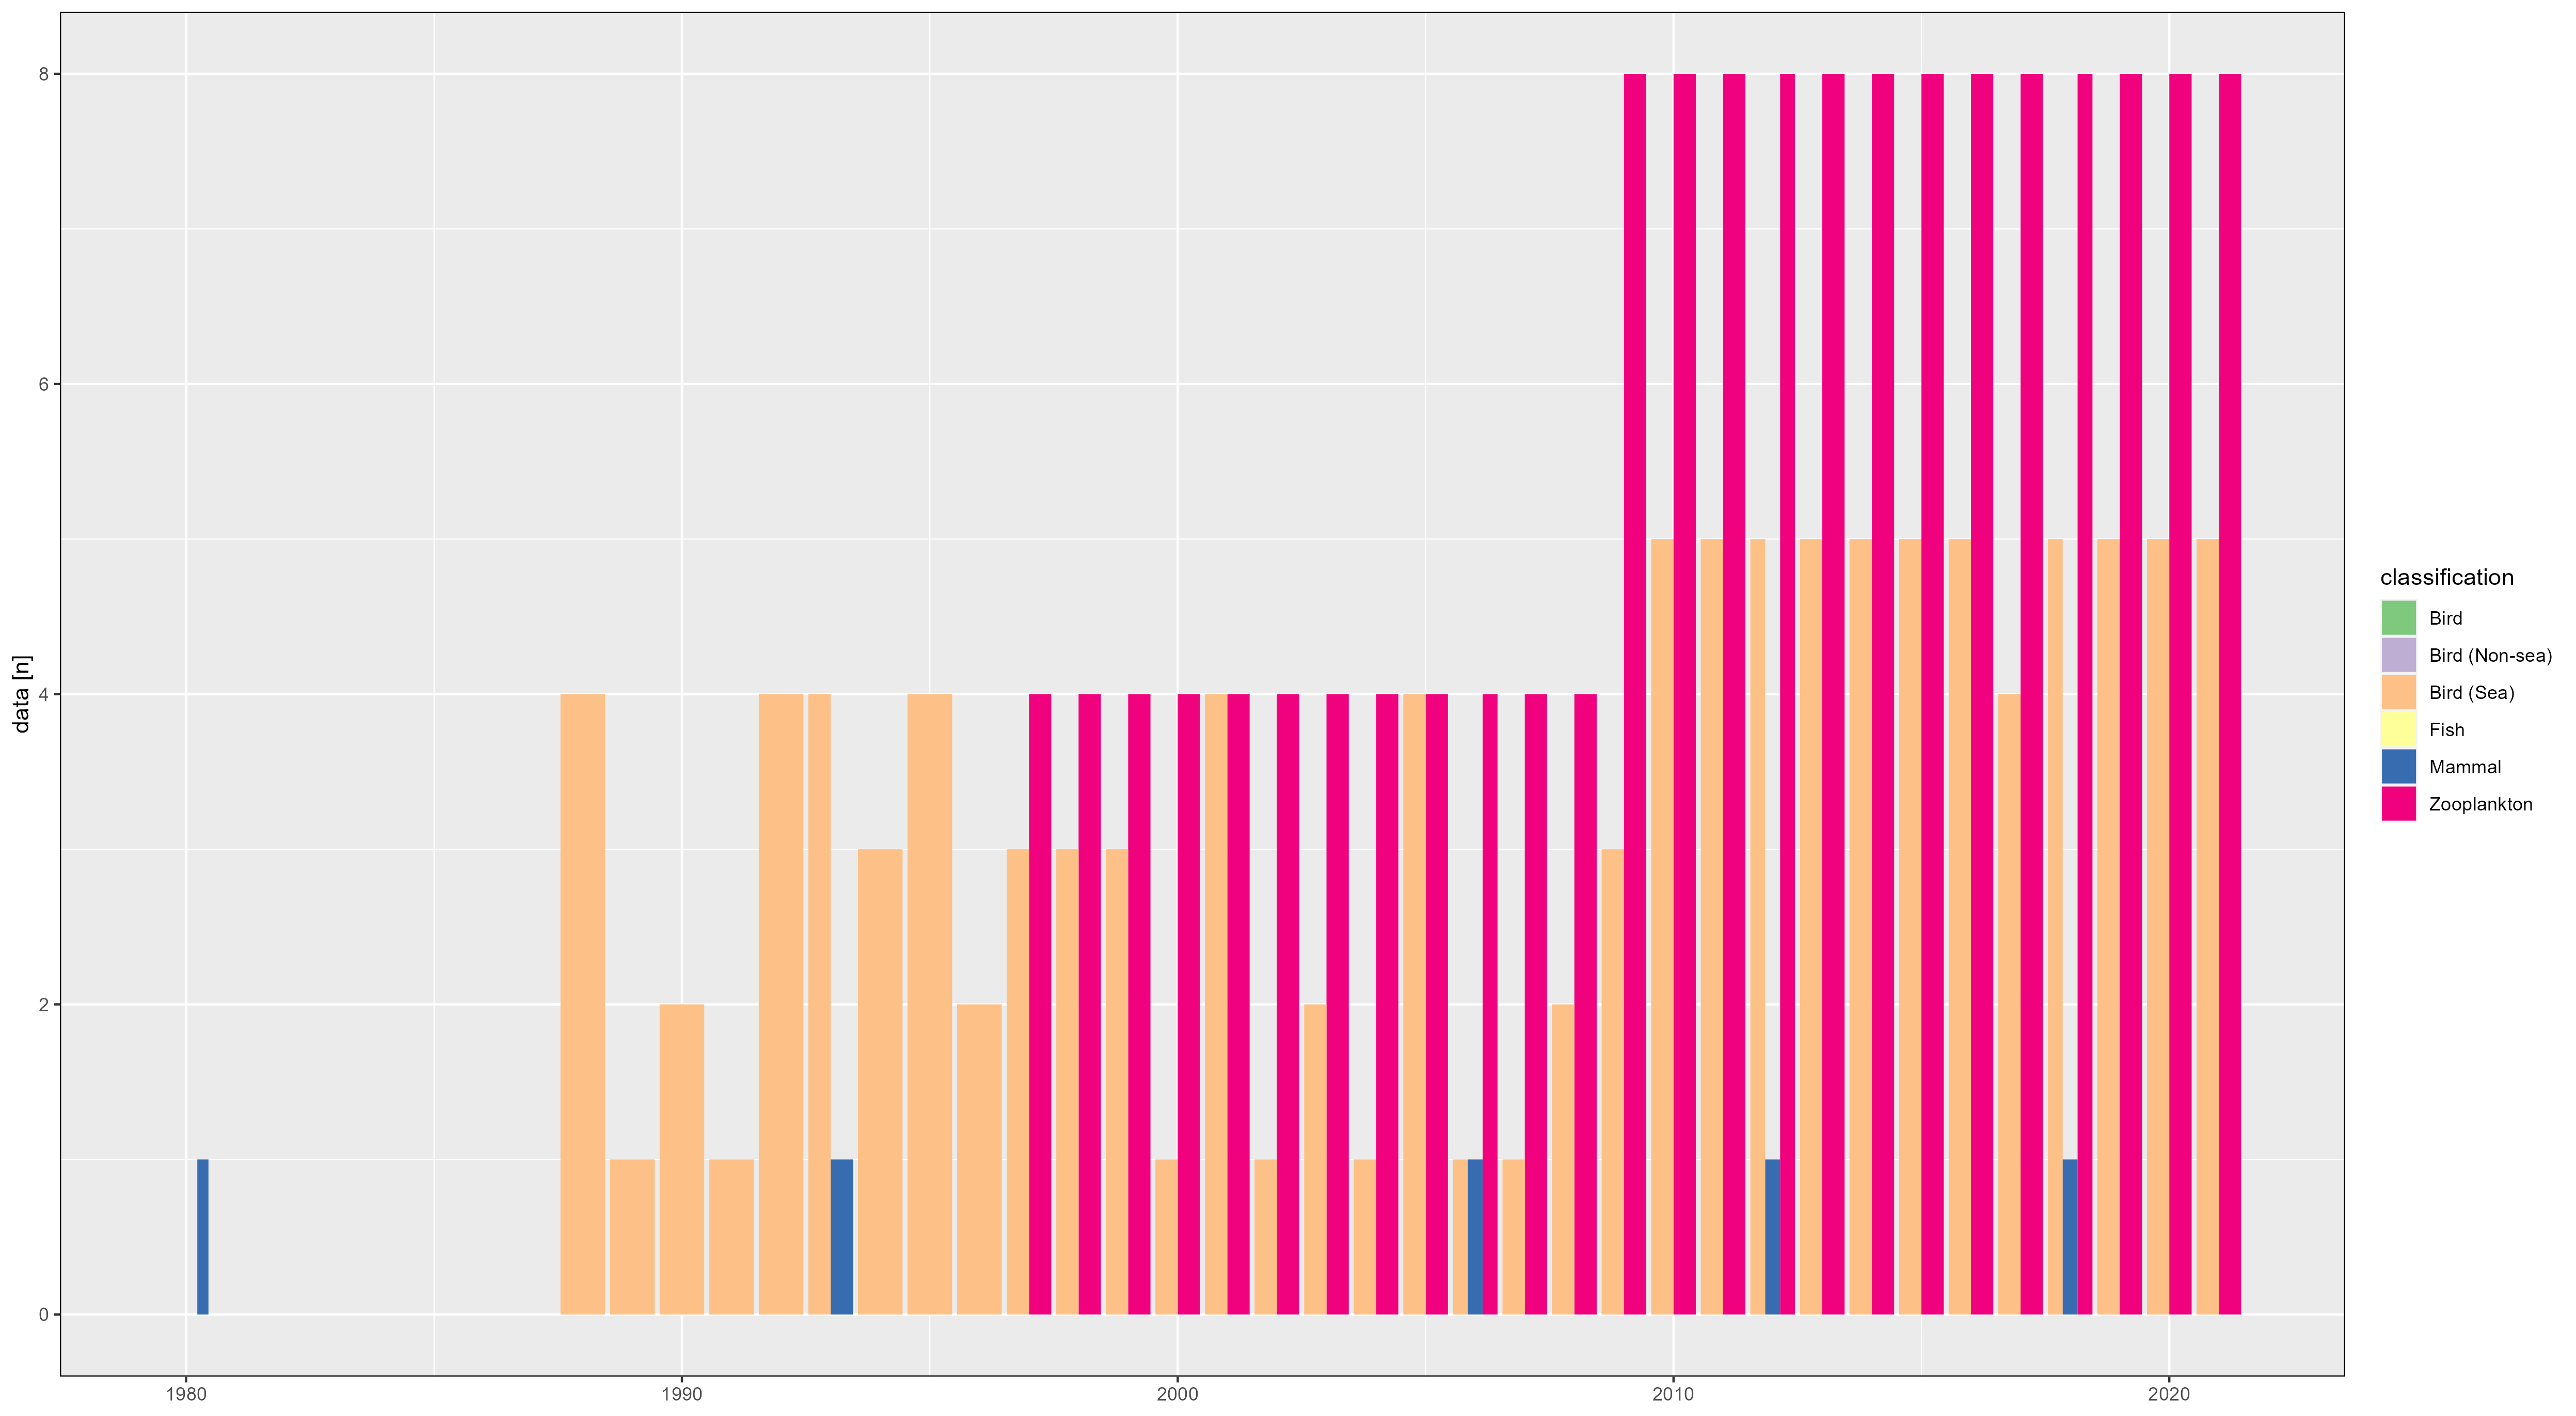 8
6
4
2
0
data [n]
1980
1990
2000
2010
2020
classification
Bird
Bird (Non-sea)
Bird (Sea)
Fish
Mammal
Zooplankton